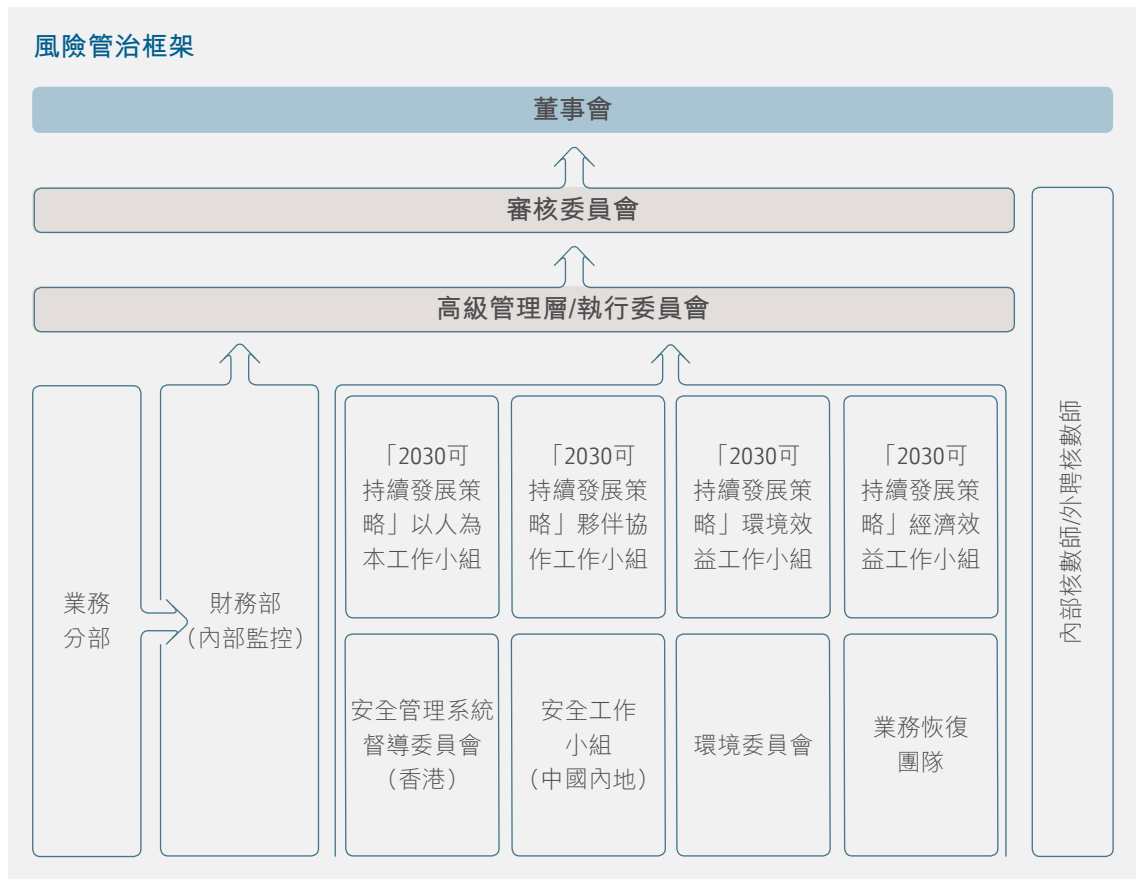 風險管治框架
董事會
審核委員會
高級管理層/執行委員會
業務
分部
財務部
（內部監控）
「2030可
持續發展策
略」以人為
本工作小組
「2030可
持續發展策
略」夥伴協
作工作小組
「2030可
持續發展策
略」環境效
益工作小組
「2030可
持續發展策
略」經濟效
益工作小組
安全管理系統
督導委員會
（香港）
安全工作
小組
（中國內地）
環境委員會
業務恢復
團隊
內部核數師/外聘核數師